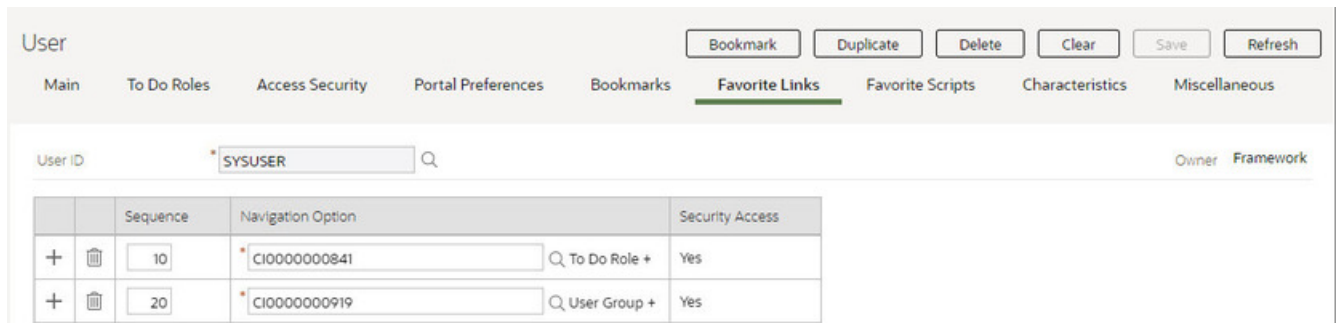 User
Bookmark Duplicate Delete Clear Save Refresh
Main To Do Roles Access Security Portal Preferences Bookmarks Favorite Links Favorite Scripts Characteristics Miscellaneous
User ID * SYSUSER Owner Framework
Sequence Navigation Option Security Access
+ 10 * CI0000000841 To Do Role + Yes
+ 20 * CI0000000919 User Group + Yes